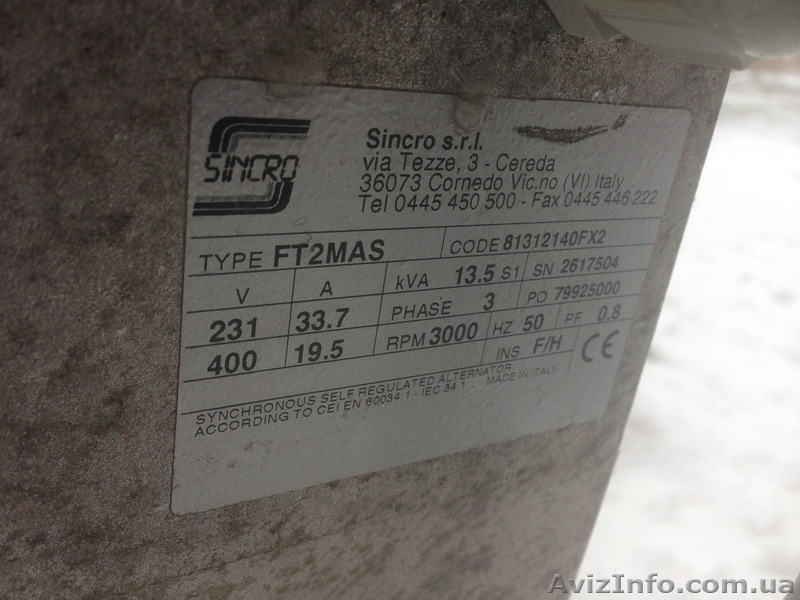 SINCRO
Sincro s.r.l.
via Tezze, 3 - Cereda
36073 Cornedo Vic.no (VI) Italy
Tel 0445 450 500 - Fax 0445 446 222
TYPE FT2MAS CODE 81312140FX2
V A kVA 13.5 S1 SN 2617504
231 33.7 PHASE 3 PO 79925000
400 19.5 RPM 3000 HZ 50 PF 0.8
INS F/H CE
SYNCHRONOUS SELF REGULATED ALTERNATOR
ACCORDING TO CEI EN 60034.1 - IEC 34.1 . MADE IN ITALY
AvizInfo.com.ua